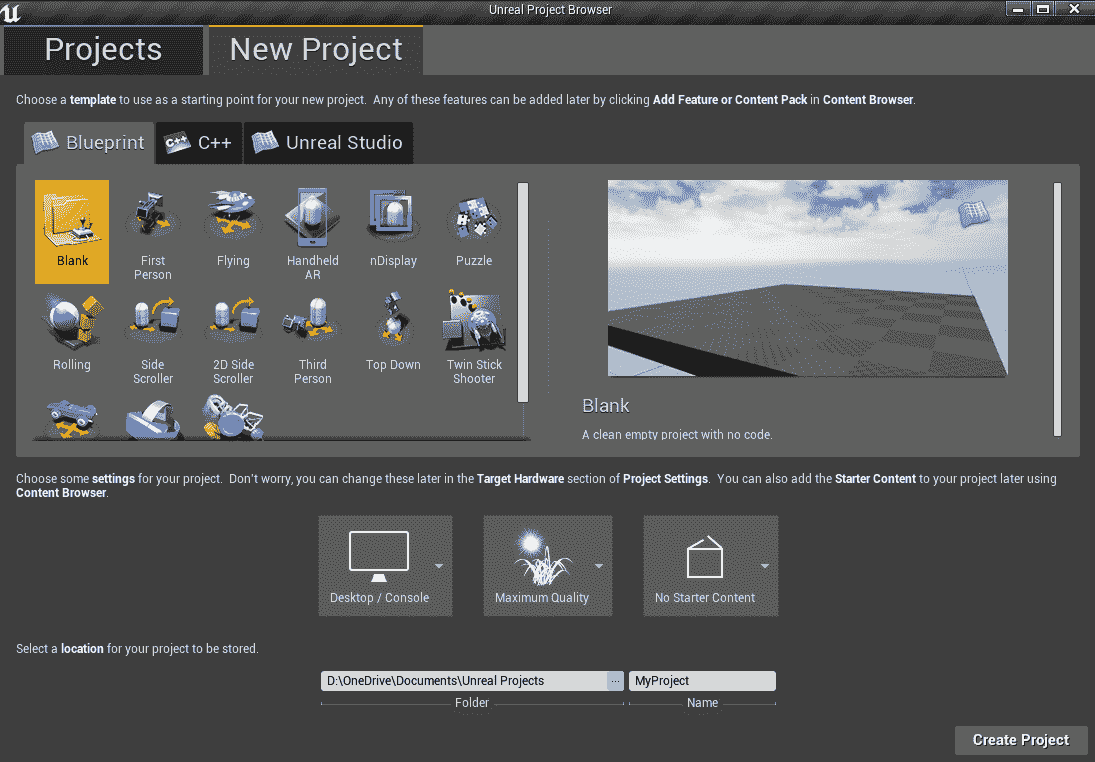 Unreal Project Browser
Projects
New Project
Choose a template to use as a starting point for your new project.  Any of these features can be added later by clicking Add Feature or Content Pack in Content Browser.
Blueprint
C++
C++
Unreal Studio
Blank
First
Person
Flying
Handheld
AR
nDisplay
Puzzle
Rolling
Side
Scroller
2D Side
Scroller
Third
Person
Top Down
Twin Stick
Shooter
Blank
A clean empty project with no code.
Choose some settings for your project.  Don't worry, you can change these later in the Target Hardware section of Project Settings.  You can also add the Starter Content to your project later using
Content Browser.
Desktop / Console
Maximum Quality
No Starter Content
Select a location for your project to be stored.
D:\OneDrive\Documents\Unreal Projects
...
MyProject
Folder
Name
Create Project